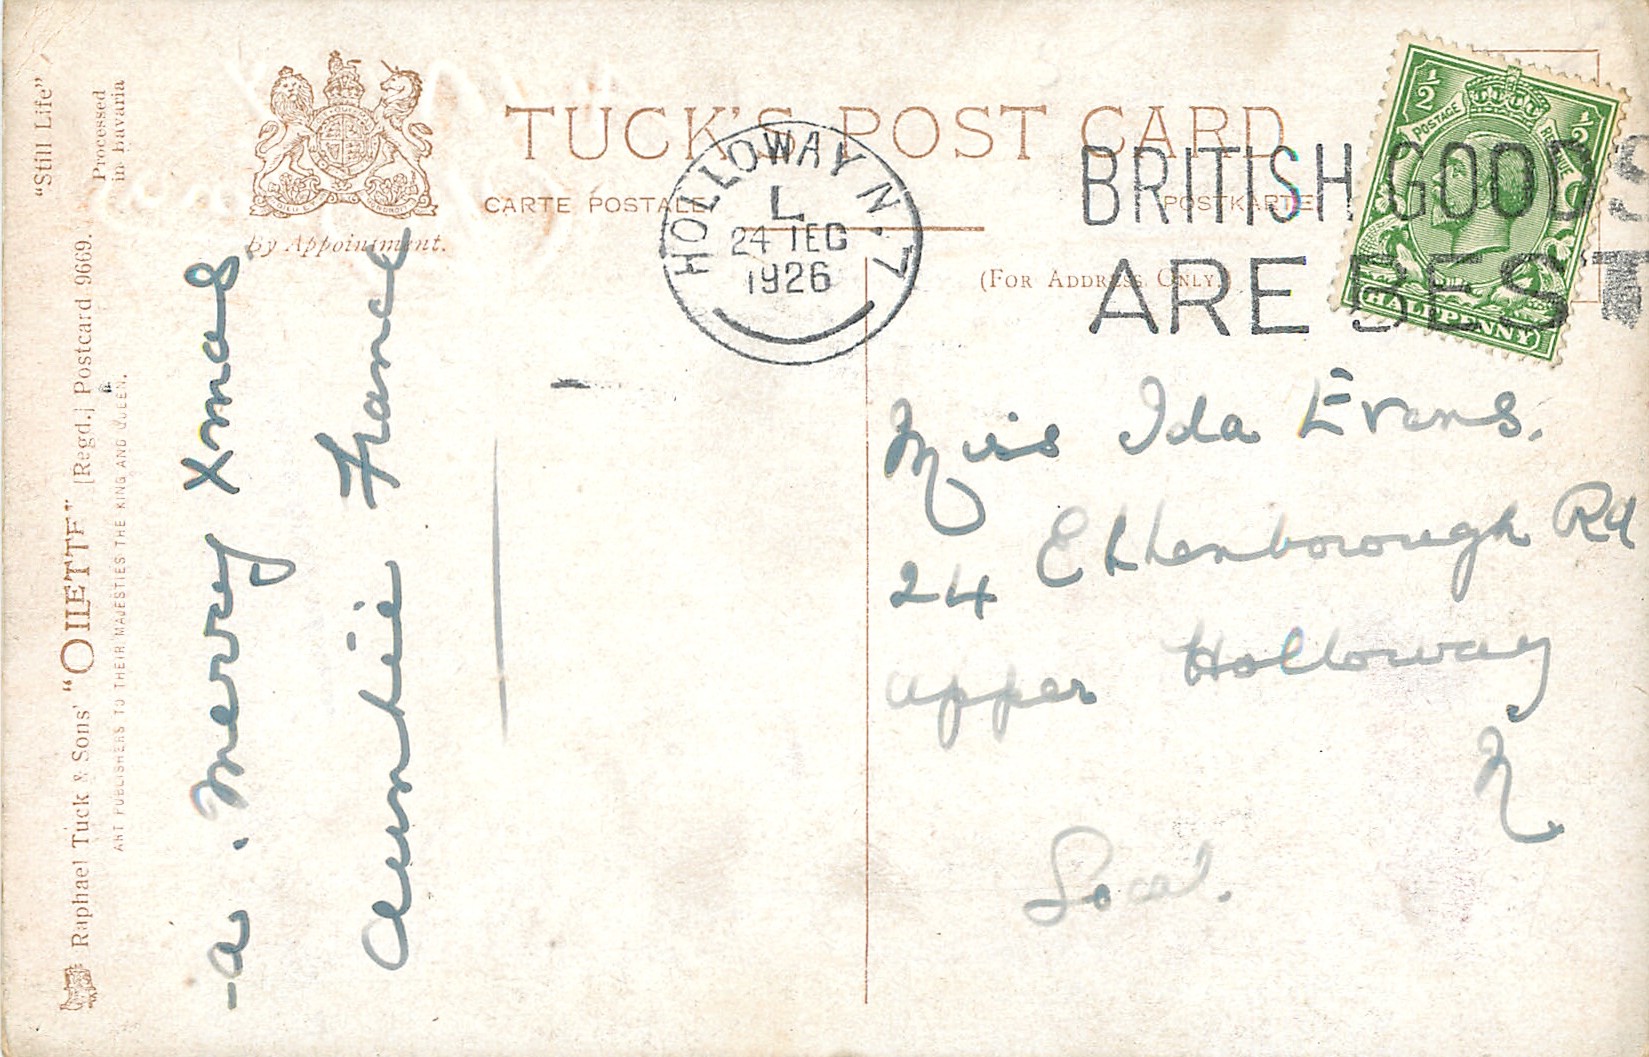 TUCK'S POST CARD
CARTE POSTALE
POSTKARTE
By Appointment.
(For Address Only)
HOLLOWAY N.7
L
24 DEC
1926
BRITISH GOODS
ARE BEST
1/2 1/2
POSTAGE REVENUE
HALFPENNY
"Still Life"
Processed
in Bavaria
Raphael Tuck & Sons' "OILETTE" [Regd.] Postcard 9669.
ART PUBLISHERS TO THEIR MAJESTIES THE KING AND QUEEN.
- a. Merry Xmas
Auntie France
Miss Ida Evans.
24 Ellenborough Rd
Upper Holloway
N
Local.